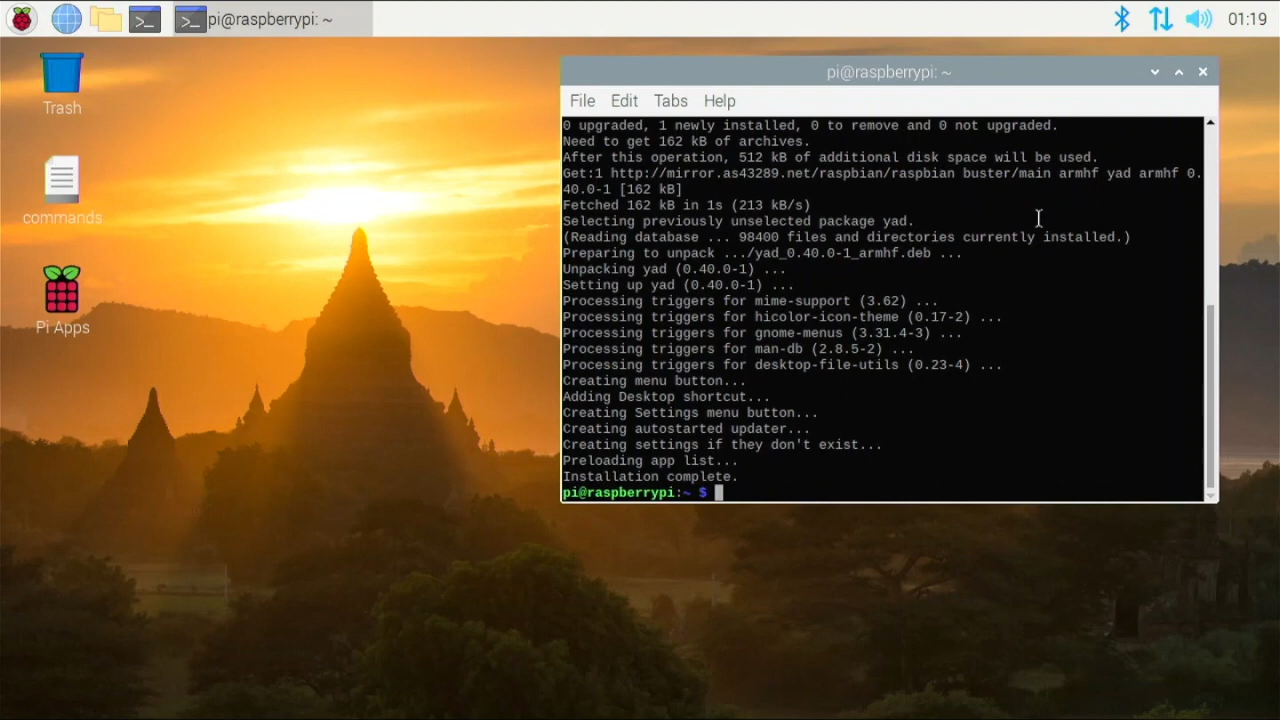 pi@raspberrypi: ~
01:19
Trash
commands
Pi Apps
pi@raspberrypi: ~
File Edit Tabs Help
0 upgraded, 1 newly installed, 0 to remove and 0 not upgraded.
Need to get 162 kB of archives.
After this operation, 512 kB of additional disk space will be used.
Get:1 http://mirror.as43289.net/raspbian/raspbian buster/main armhf yad armhf 0.
40.0-1 [162 kB]
Fetched 162 kB in 1s (213 kB/s)
Selecting previously unselected package yad.
(Reading database ... 98400 files and directories currently installed.)
Preparing to unpack .../yad_0.40.0-1_armhf.deb ...
Unpacking yad (0.40.0-1) ...
Setting up yad (0.40.0-1) ...
Processing triggers for mime-support (3.62) ...
Processing triggers for hicolor-icon-theme (0.17-2) ...
Processing triggers for gnome-menus (3.31.4-3) ...
Processing triggers for man-db (2.8.5-2) ...
Processing triggers for desktop-file-utils (0.23-4) ...
Creating menu button...
Adding Desktop shortcut...
Creating Settings menu button...
Creating autostarted updater...
Creating settings if they don't exist...
Preloading app list...
Installation complete.
pi@raspberrypi:~ $